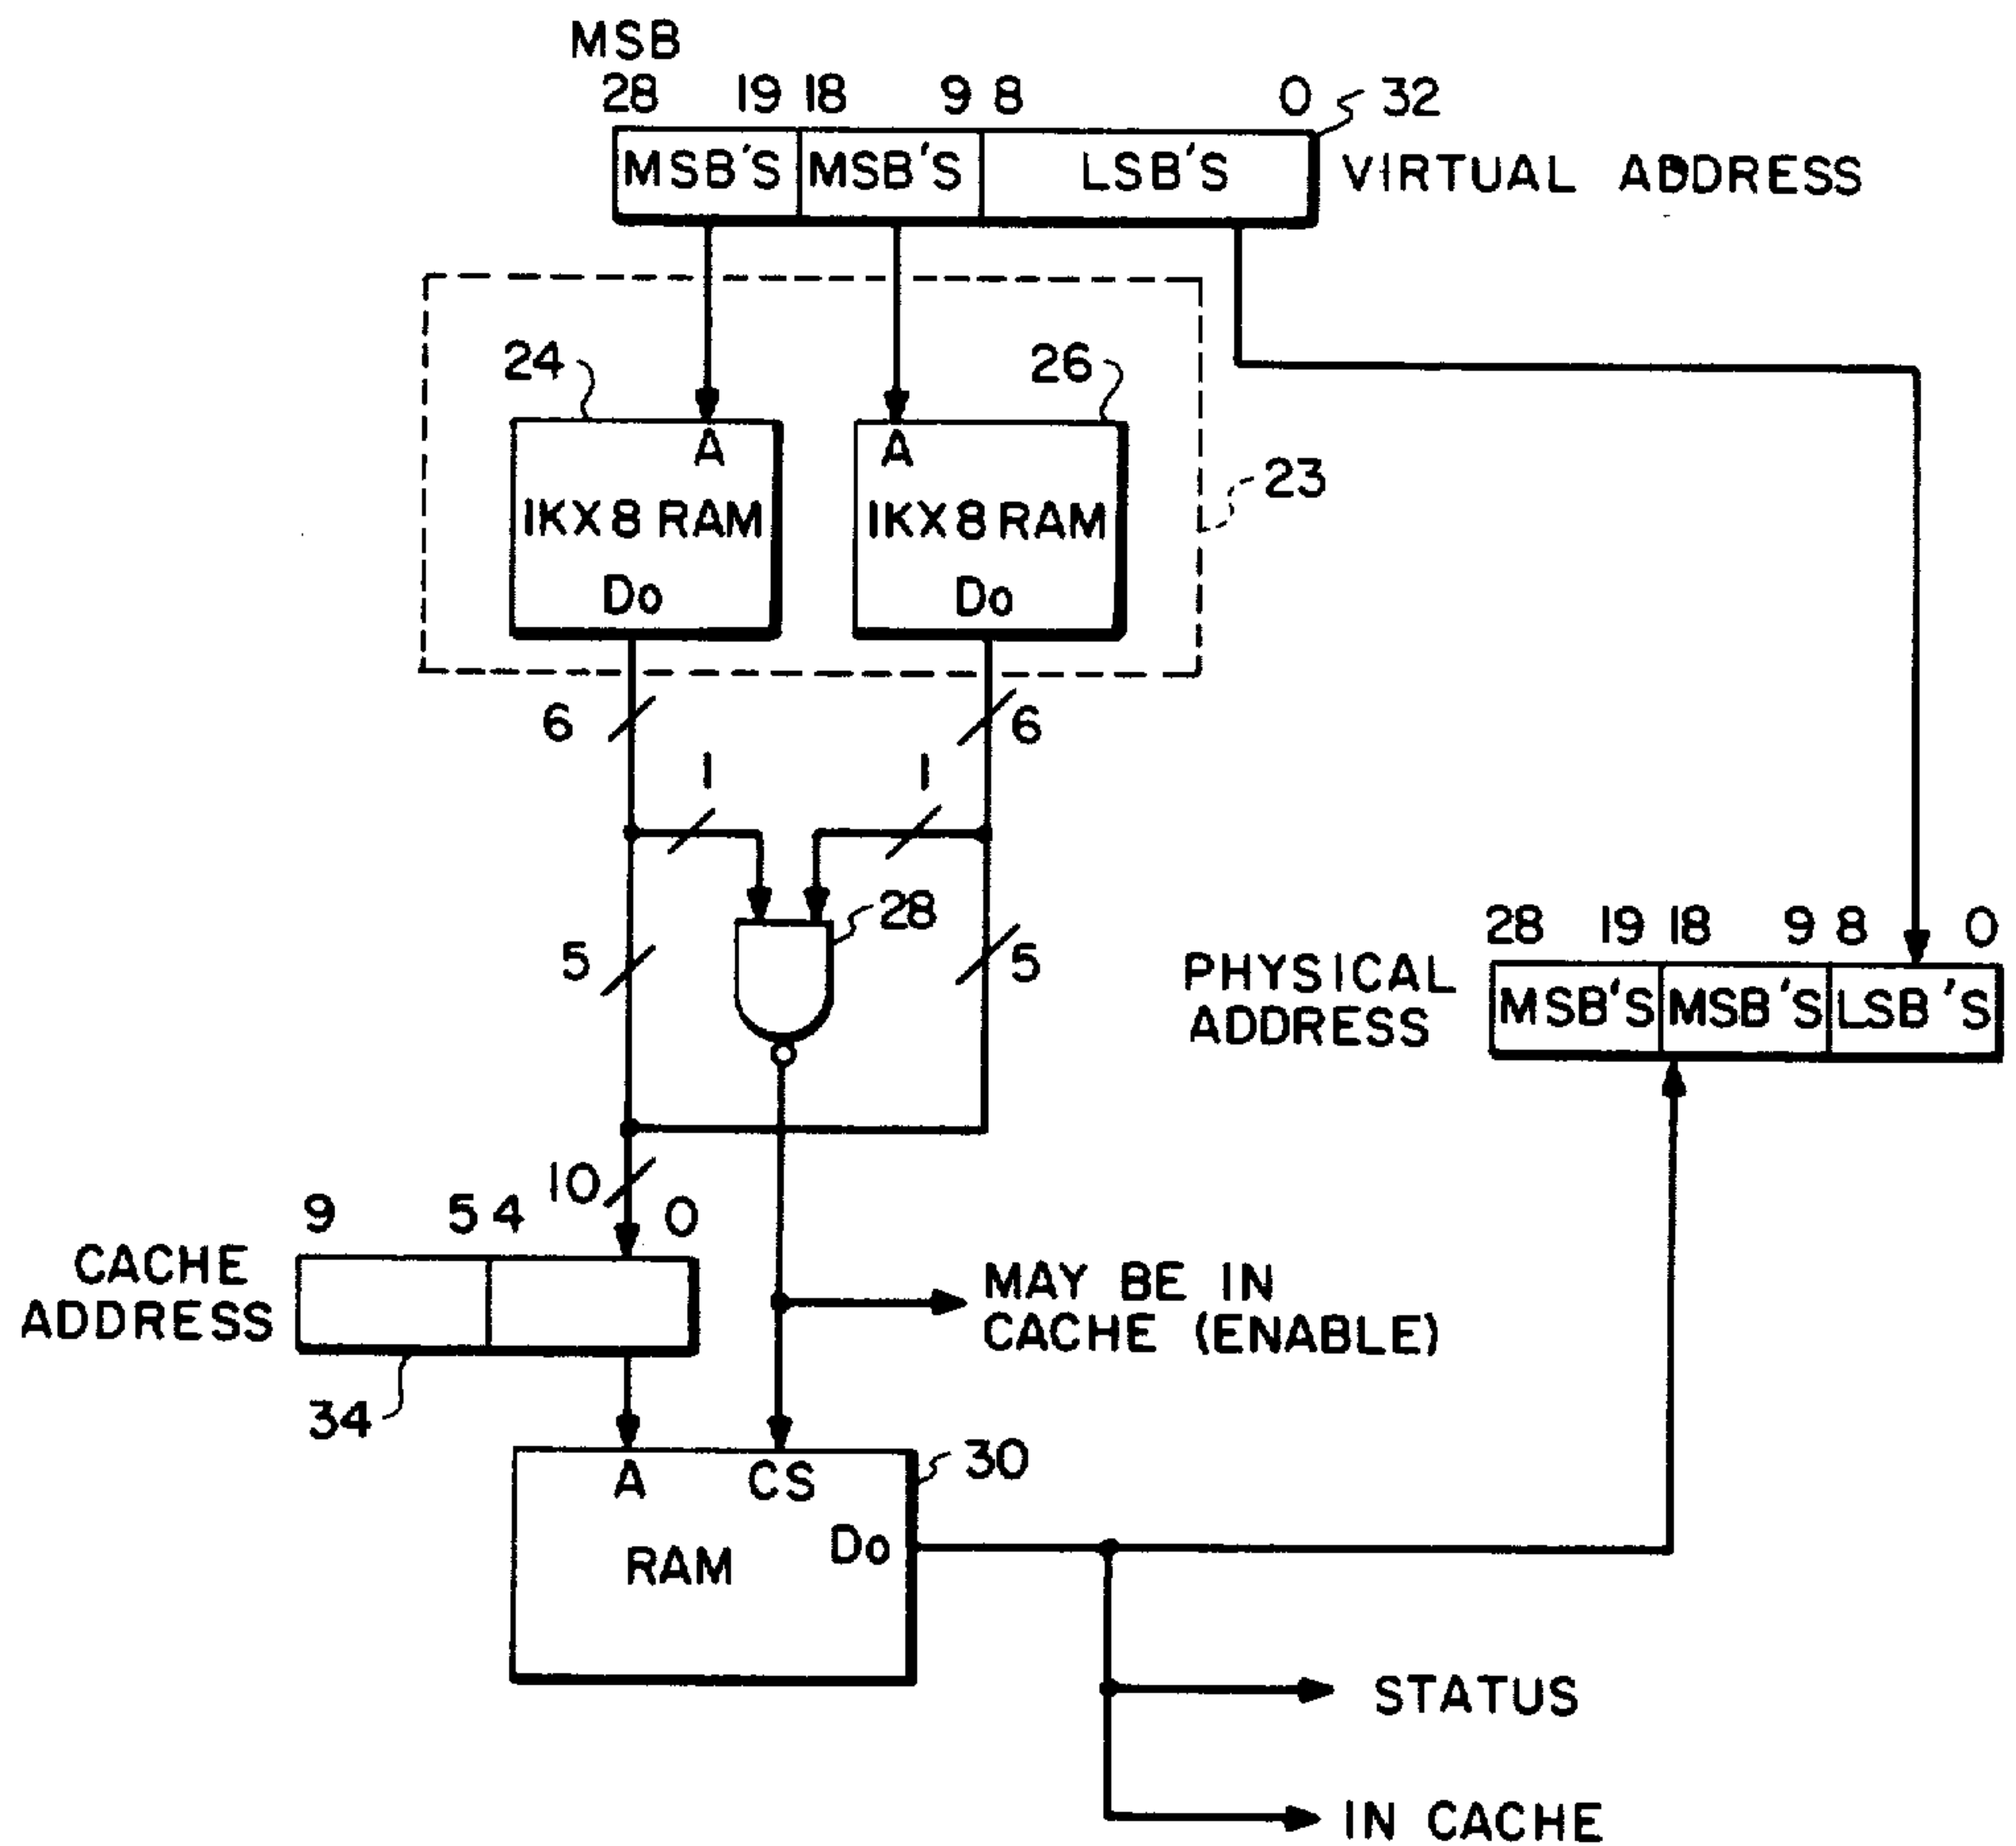 MSB
28 19 18 9 8 0 32
MSB'S MSB'S LSB'S VIRTUAL ADDRESS
24 26
A A
23
1KX8 RAM 1KX8 RAM
Do Do
6 6
1 1
28
5 5
28 19 18 9 8 0
PHYSICAL
ADDRESS
MSB'S MSB'S LSB'S
10
9 5 4 0
CACHE
ADDRESS
MAY BE IN
CACHE (ENABLE)
34
30
A CS
Do
RAM
STATUS
IN CACHE